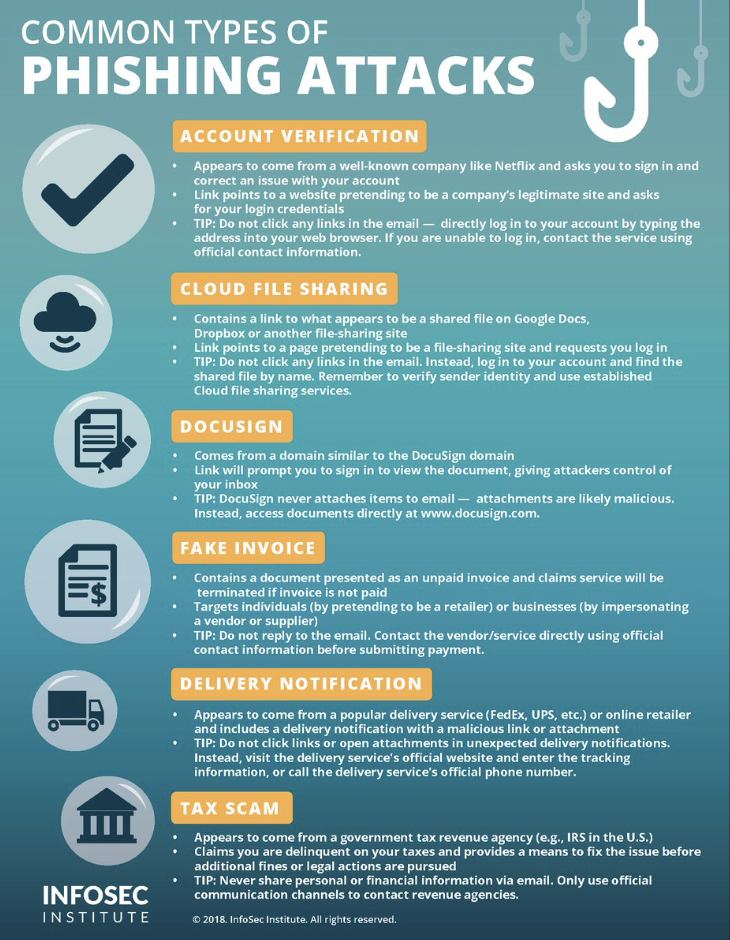 COMMON TYPES OF
PHISHING ATTACKS
ACCOUNT VERIFICATION
• Appears to come from a well-known company like Netflix and asks you to sign in and
correct an issue with your account
• Link points to a website pretending to be a company's legitimate site and asks
for your login credentials
• TIP: Do not click any links in the email — directly log in to your account by typing the
address into your web browser. If you are unable to log in, contact the service using
official contact information.
CLOUD FILE SHARING
• Contains a link to what appears to be a shared file on Google Docs,
Dropbox or another file-sharing site
• Link points to a page pretending to be a file-sharing site and requests you log in
• TIP: Do not click any links in the email. Instead, log in to your account and find the
shared file by name. Remember to verify sender identity and use established
Cloud file sharing services.
DOCUSIGN
• Comes from a domain similar to the DocuSign domain
• Link will prompt you to sign in to view the document, giving attackers control of
your inbox
• TIP: DocuSign never attaches items to email — attachments are likely malicious.
Instead, access documents directly at www.docusign.com.
FAKE INVOICE
• Contains a document presented as an unpaid invoice and claims service will be
terminated if invoice is not paid
• Targets individuals (by pretending to be a retailer) or businesses (by impersonating
a vendor or supplier)
• TIP: Do not reply to the email. Contact the vendor/service directly using official
contact information before submitting payment.
$
DELIVERY NOTIFICATION
• Appears to come from a popular delivery service (FedEx, UPS, etc.) or online retailer
and includes a delivery notification with a malicious link or attachment
• TIP: Do not click links or open attachments in unexpected delivery notifications.
Instead, visit the delivery service's official website and enter the tracking
information, or call the delivery service's official phone number.
TAX SCAM
• Appears to come from a government tax revenue agency (e.g., IRS in the U.S.)
• Claims you are delinquent on your taxes and provides a means to fix the issue before
additional fines or legal actions are pursued
• TIP: Never share personal or financial information via email. Only use official
communication channels to contact revenue agencies.
INFOSEC
INSTITUTE
© 2018. InfoSec Institute. All rights reserved.